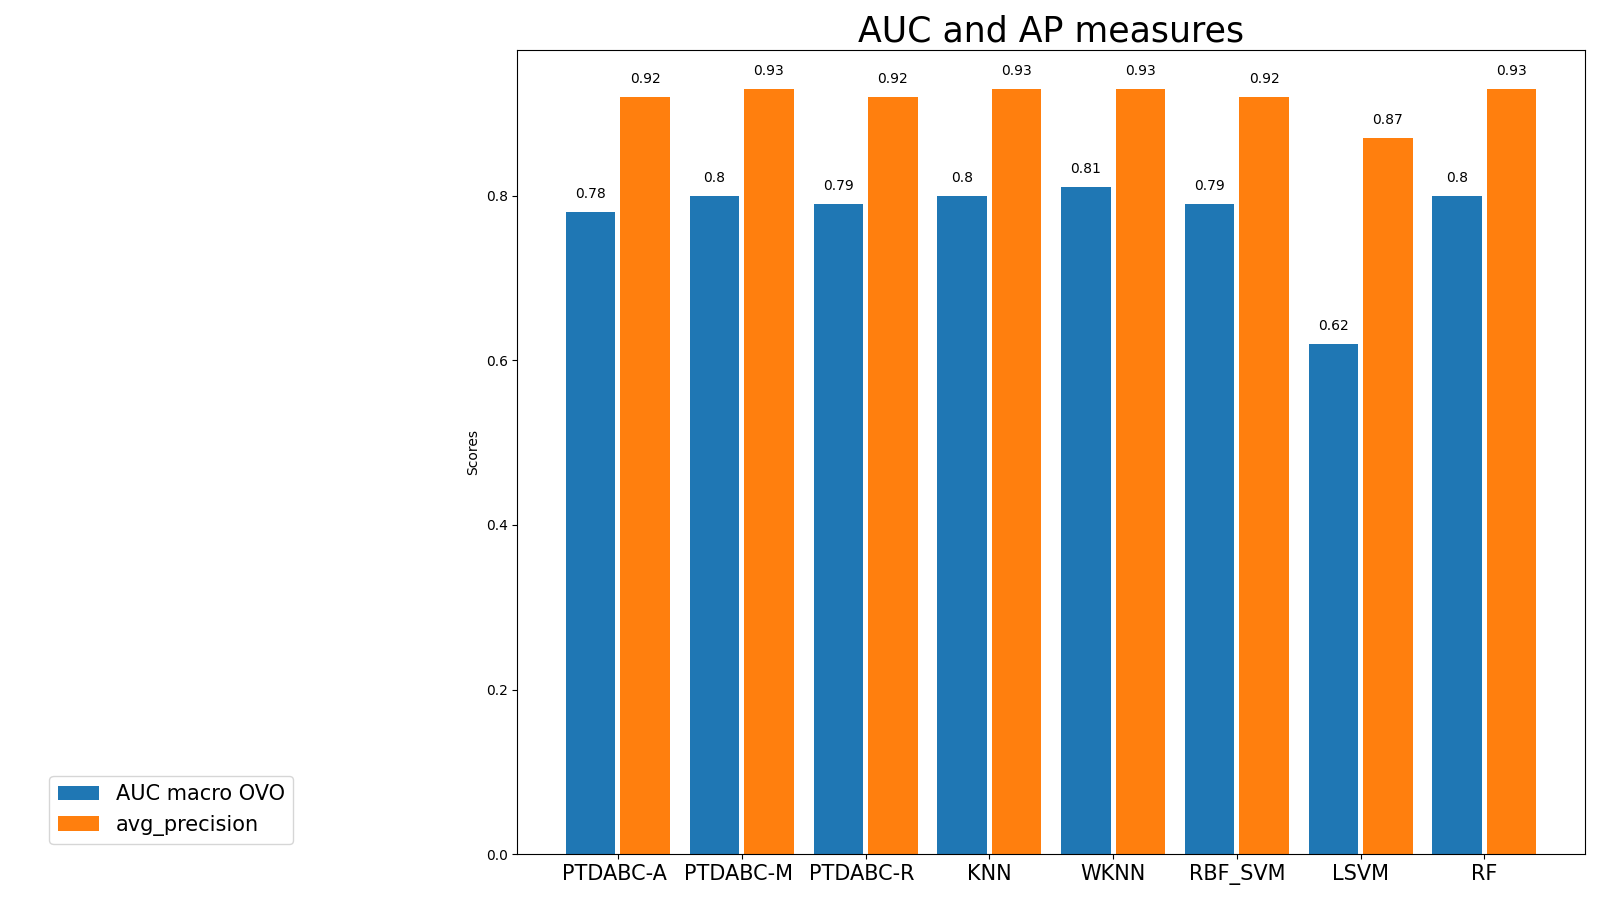 AUC and AP measures
0.92 0.93 0.92 0.93 0.93 0.92 0.87 0.93
0.78 0.8 0.79 0.8 0.81 0.79 0.62 0.8
0.8
0.6
0.4
0.2
0.0
Scores
PTDABC-A PTDABC-M PTDABC-R KNN WKNN RBF_SVM LSVM RF
AUC macro OVO
avg_precision